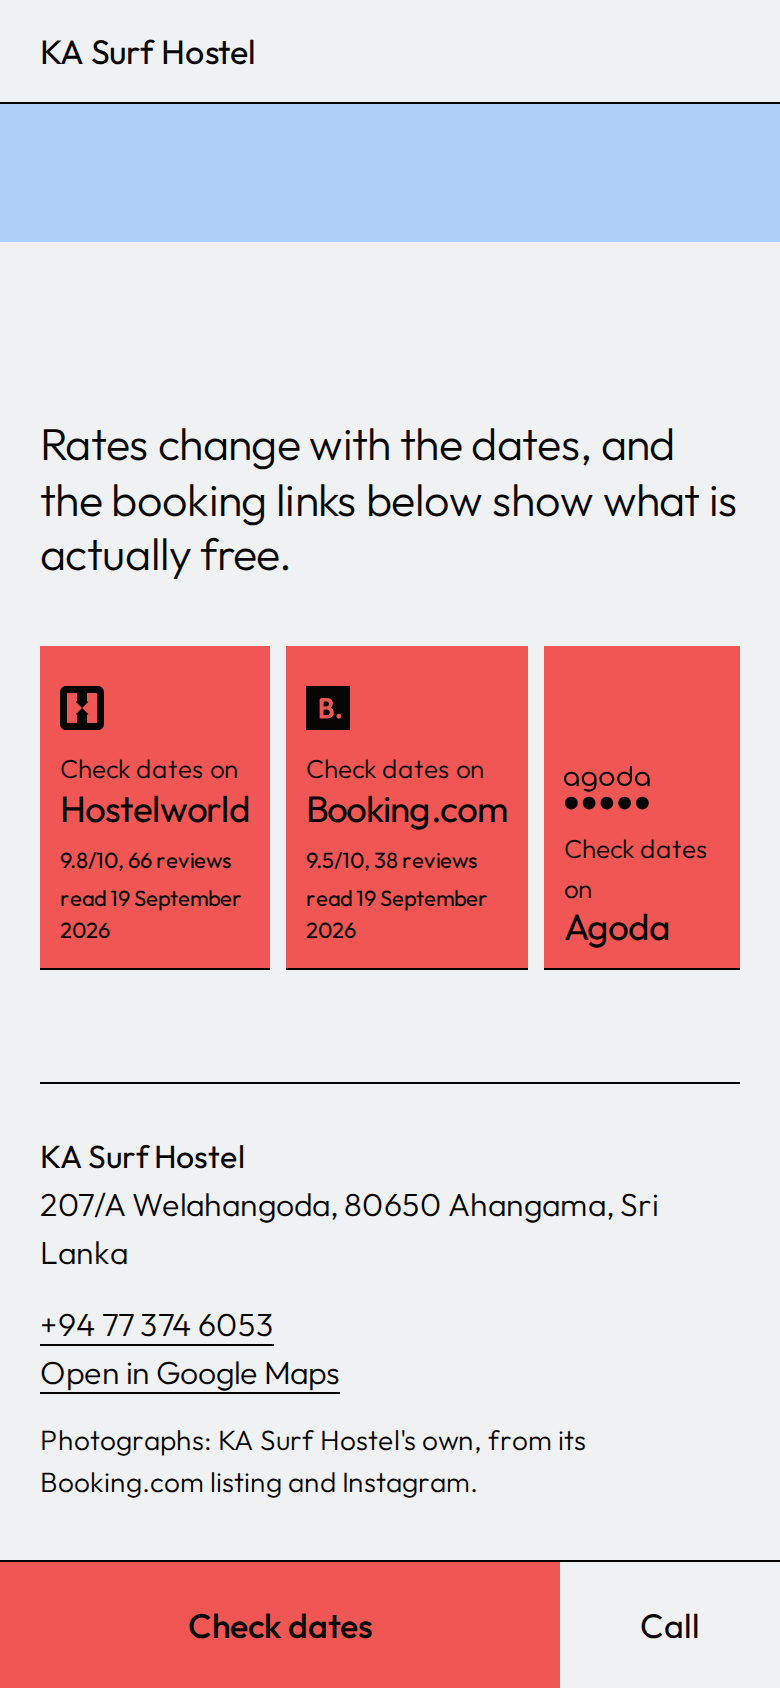 KA Surf Hostel
Rates change with the dates, and
the booking links below show what is
actually free.
Check dates on
Hostelworld
9.8/10, 66 reviews
read 19 September
2026
B.
Check dates on
Booking.com
9.5/10, 38 reviews
read 19 September
2026
agoda
Check dates
on
Agoda
KA Surf Hostel
207/A Welahangoda, 80650 Ahangama, Sri
Lanka
+94 77 374 6053
Open in Google Maps
Photographs: KA Surf Hostel's own, from its
Booking.com listing and Instagram.
Check dates
Call